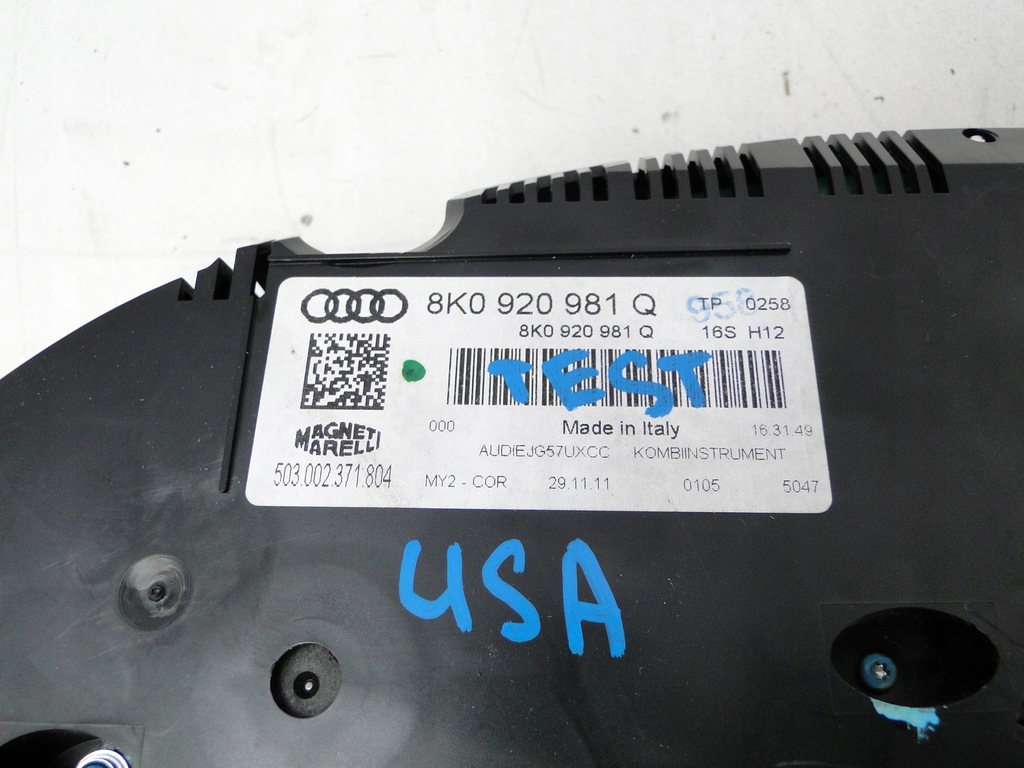 8K0 920 981 Q 958 TP 0258
8K0 920 981 Q 16S H12
TEST
000 Made in Italy 16.31.49
MAGNETI MARELLI
AUDIEJG57UXCC KOMBIINSTRUMENT
503.002.371.804 MY2 - COR 29.11.11 0105 5047
USA